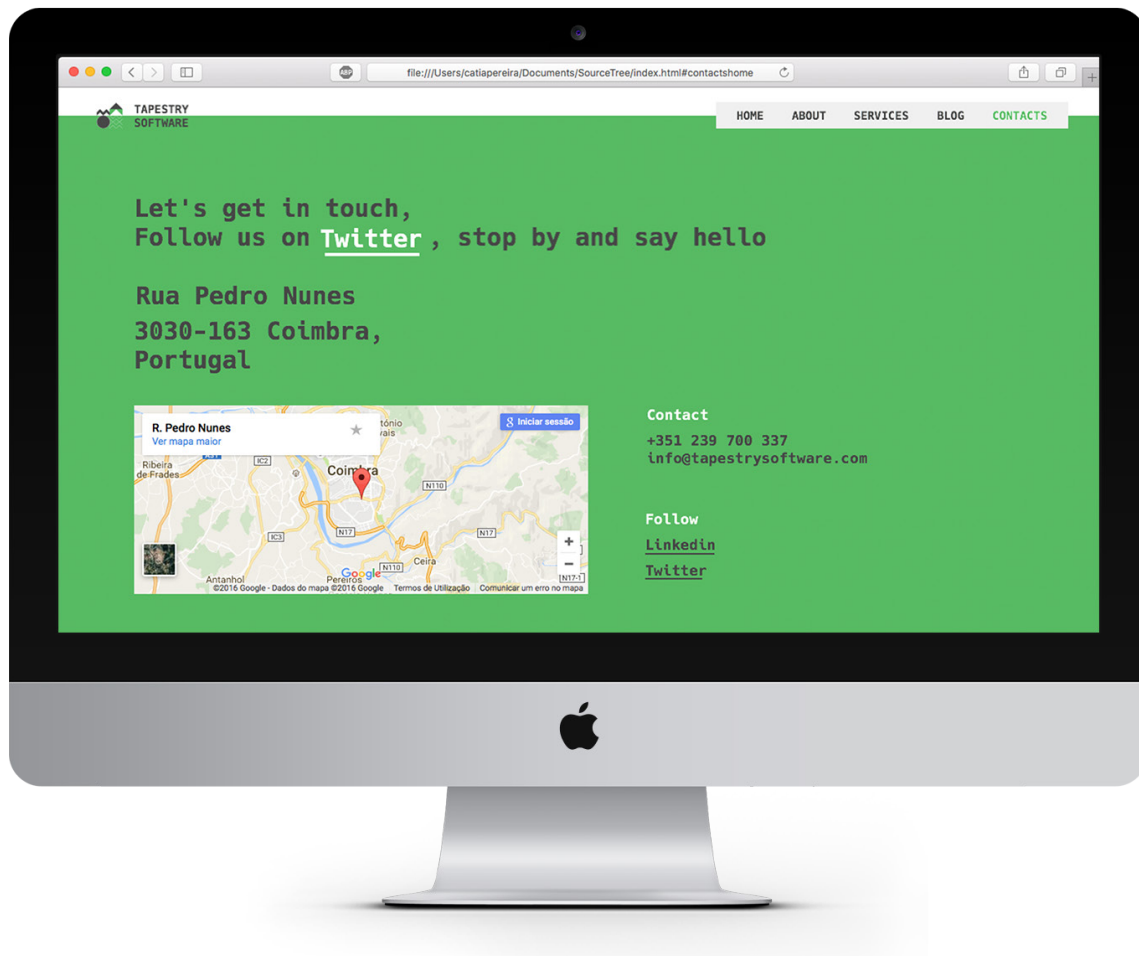 ABP
file:///Users/catiapereira/Documents/SourceTree/index.html#contactshome
TAPESTRY
SOFTWARE
HOME ABOUT SERVICES BLOG CONTACTS
Let's get in touch,
Follow us on Twitter , stop by and say hello
Rua Pedro Nunes
3030-163 Coimbra,
Portugal
R. Pedro Nunes
Ver mapa maior
Iniciar sessão
Ribeira
de Frades
IC2
Coimbra
N110
N17
N17
IC3
Ceira
N110
Antanhol
Pereiros
Google
N17-1
©2016 Google - Dados do mapa ©2016 Google Termos de Utilização Comunicar um erro no mapa
Contact
+351 239 700 337
info@tapestrysoftware.com
Follow
Linkedin
Twitter